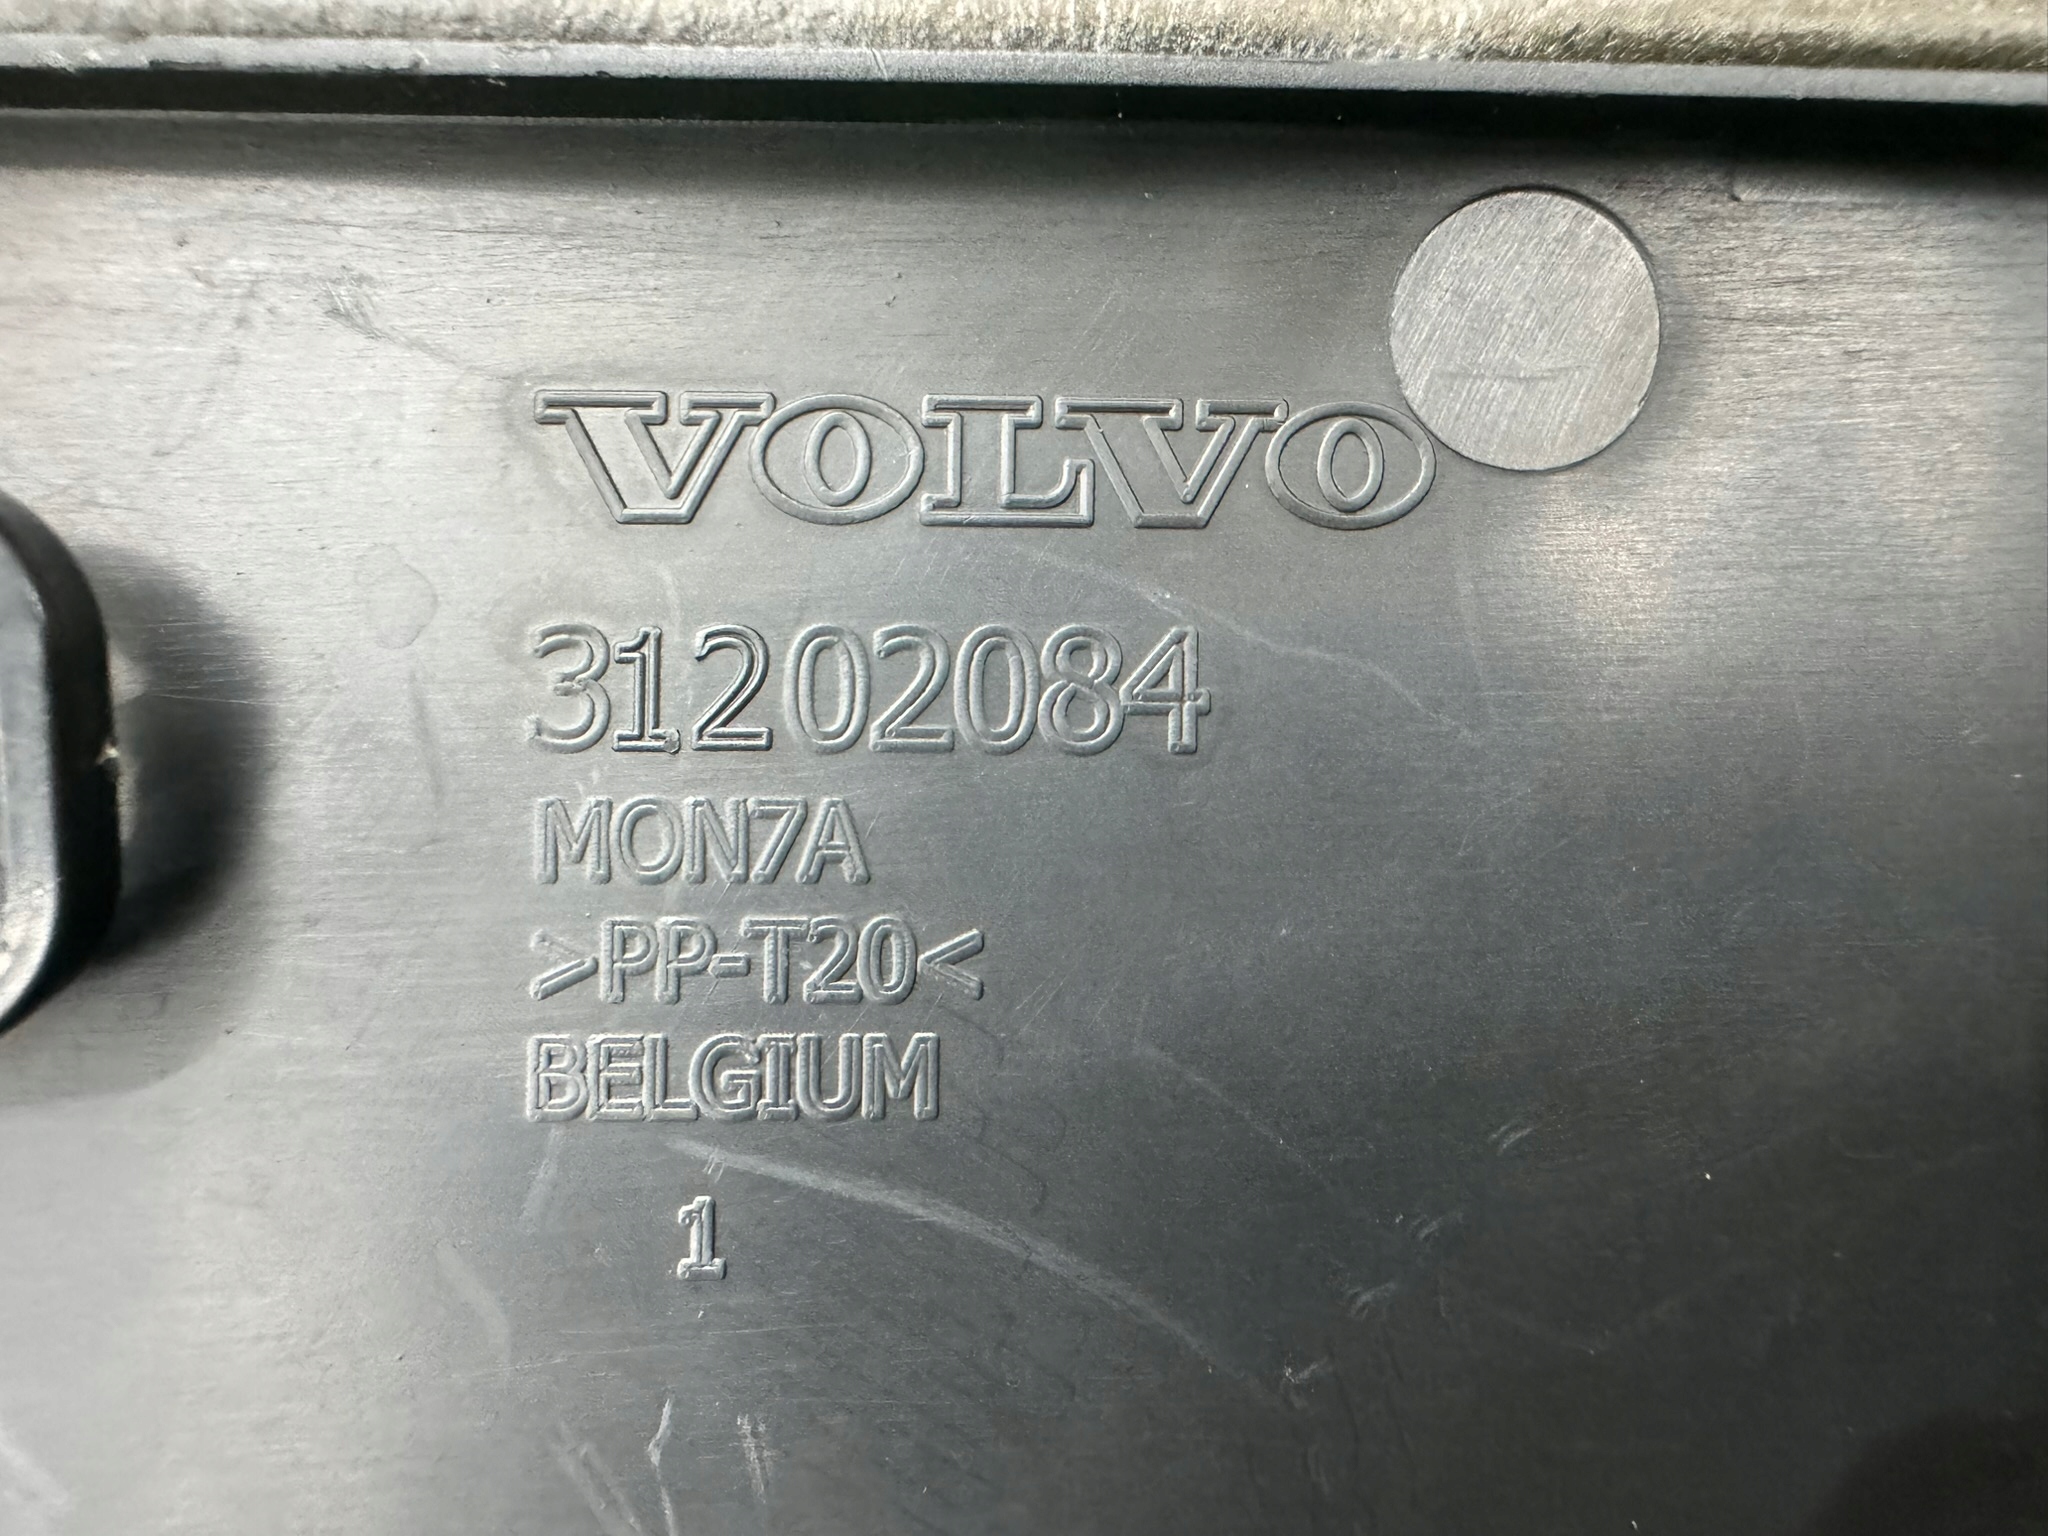 VOLVO
31202084
MON7A
>PP-T20<
BELGIUM
1